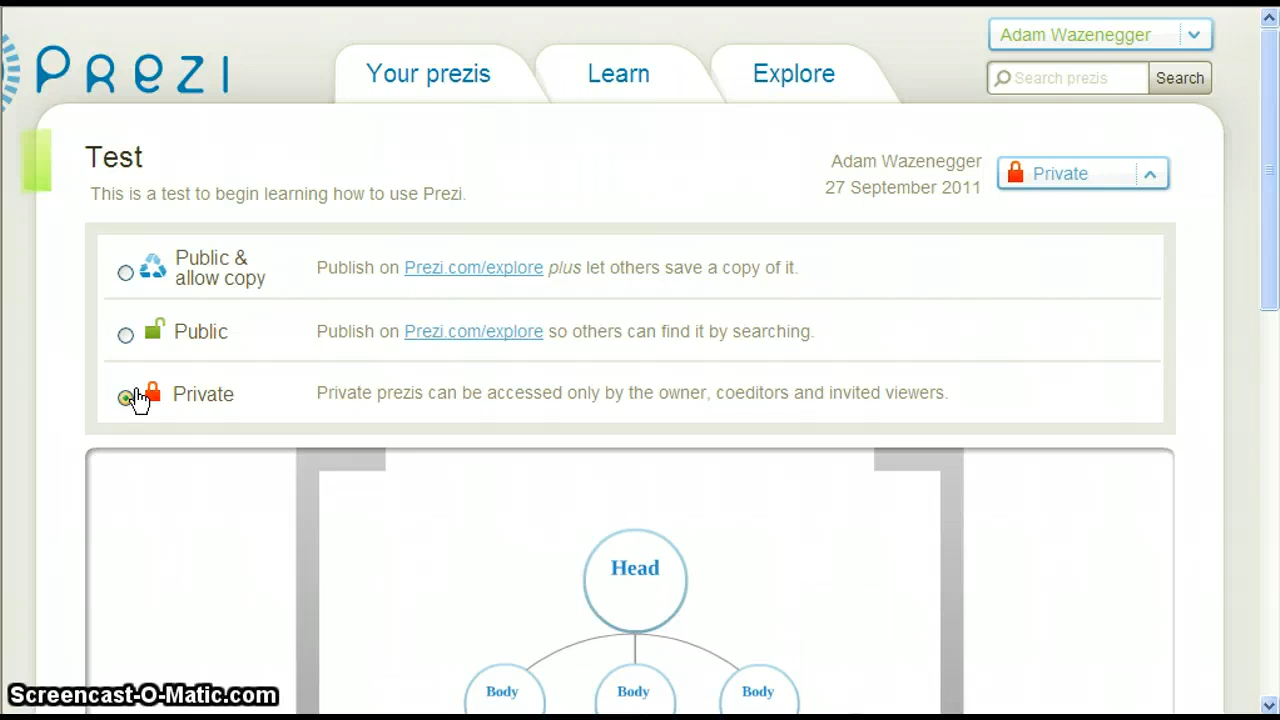 Adam Wazenegger
PREZI
Your prezis
Learn
Explore
Search prezis
Search
Test
Adam Wazenegger
27 September 2011
Private
This is a test to begin learning how to use Prezi.
Public &
allow copy
Publish on Prezi.com/explore plus let others save a copy of it.
Public
Publish on Prezi.com/explore so others can find it by searching.
Private
Private prezis can be accessed only by the owner, coeditors and invited viewers.
Head
Body
Body
Body
Screencast-O-Matic.com